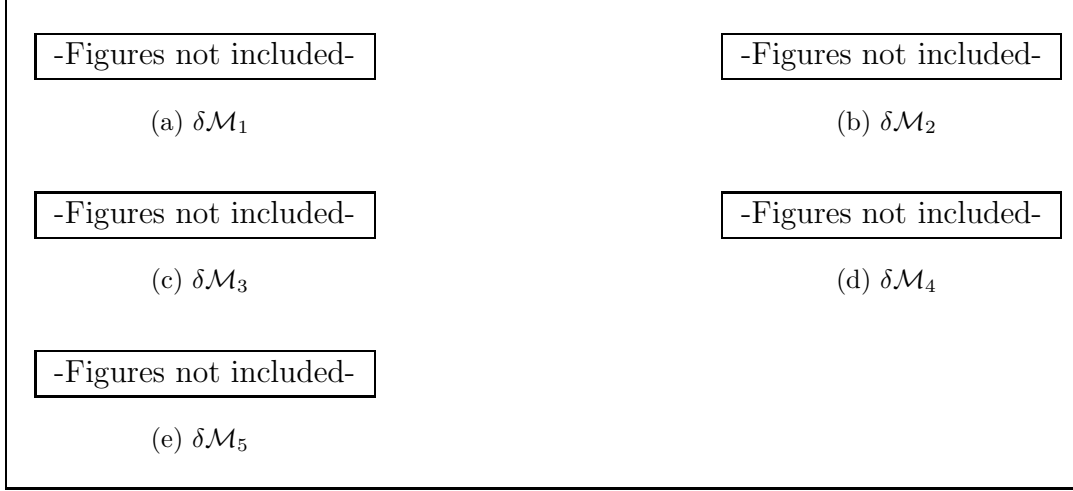 -Figures not included-
-Figures not included-
(a) δℳ₁
(b) δℳ₂
-Figures not included-
-Figures not included-
(c) δℳ₃
(d) δℳ₄
-Figures not included-
(e) δℳ₅